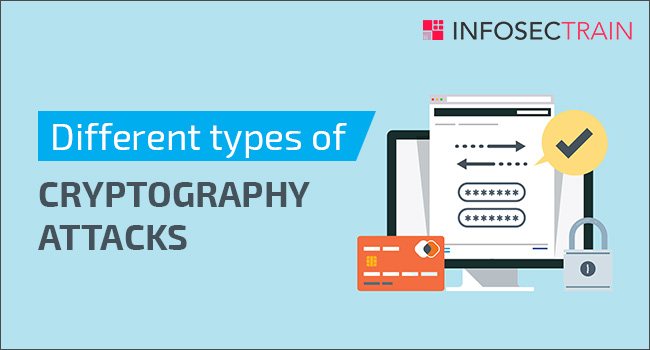 INFOSECTRAIN
Different types of
CRYPTOGRAPHY
ATTACKS
*******
*******